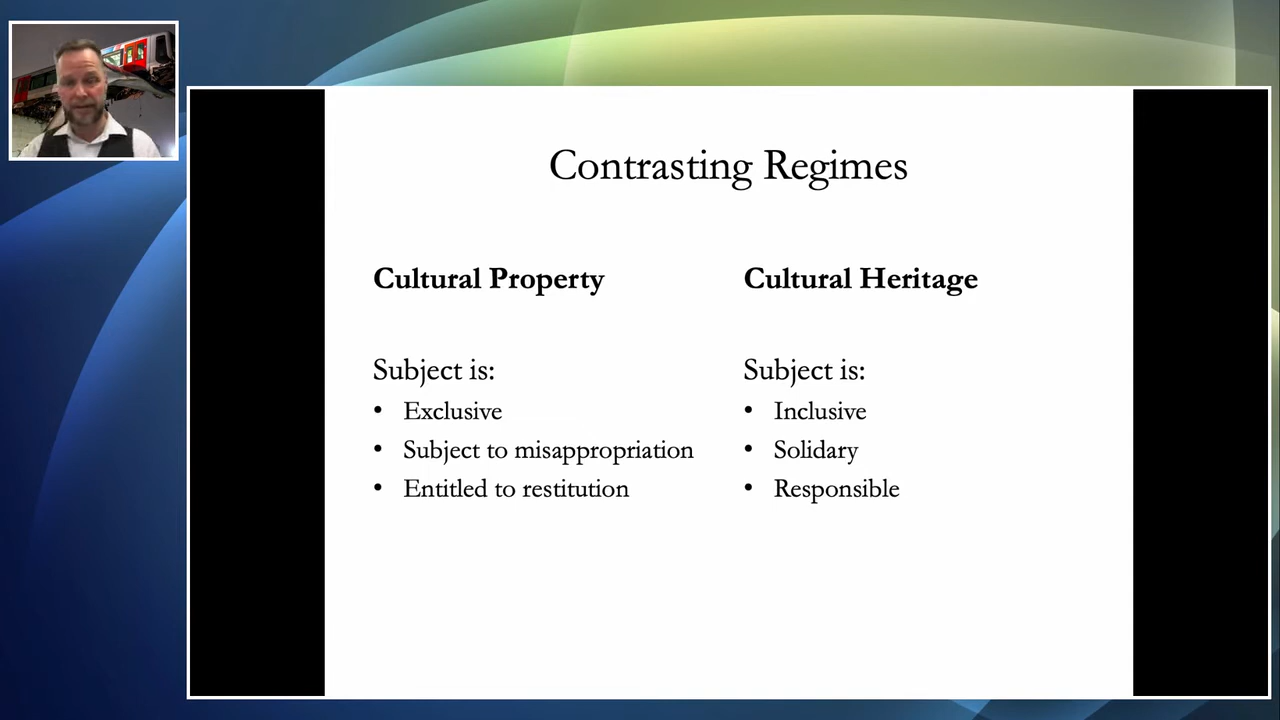 Contrasting Regimes
Cultural Property
Subject is:
• Exclusive
• Subject to misappropriation
• Entitled to restitution
Cultural Heritage
Subject is:
• Inclusive
• Solidary
• Responsible